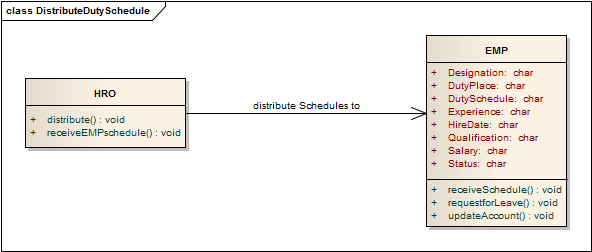 class DistributeDutySchedule
HRO
+ distribute() : void
+ receiveEMPschedule() : void
distribute Schedules to
EMP
+ Designation: char
+ DutyPlace: char
+ DutySchedule: char
+ Experience: char
+ HireDate: char
+ Qualification: char
+ Salary: char
+ Status: char
+ receiveSchedule() : void
+ requestforLeave() : void
+ updateAccount() : void